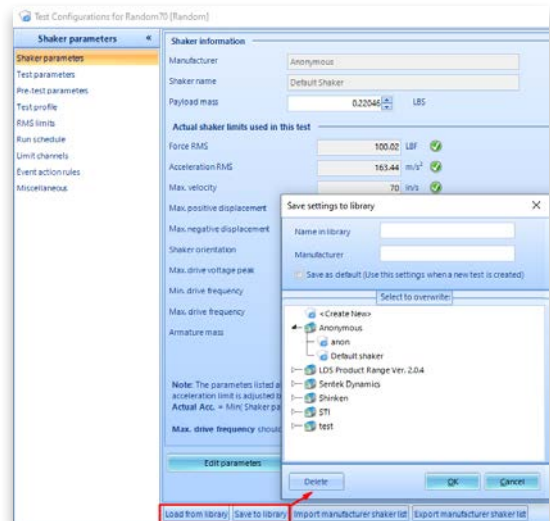 Test Configurations for Random70 [Random]
Shaker parameters «
Shaker parameters
Test parameters
Pre-test parameters
Test profile
RMS limits
Run schedule
Limit channels
Event action rules
Miscellaneous
Shaker information
Manufacturer Anonymous
Shaker name Default Shaker
Payload mass 0.22046 LBS
Actual shaker limits used in this test
Force RMS 100.02 LBF
Acceleration RMS 163.44 m/s²
Max. velocity 70 in/s
Max. positive displacement
Max. negative displacement
Shaker orientation
Max. drive voltage peak
Min. drive frequency
Max. drive frequency
Armature mass
Note: The parameters listed a
acceleration limit is adjusted b
Actual Acc. = Min( Shaker pa
Max. drive frequency shou
Edit parameters
Load from library Save to library Import manufacturer shaker list Export manufacturer shaker list
Save settings to library
Name in library
Manufacturer
Save as default (Use this settings when a new test is created)
Select to overwrite:
<Create New>
Anonymous
anon
Default shaker
LDS Product Range Ver. 2.0.4
Sentek Dynamics
Shinken
STI
test
Delete OK Cancel